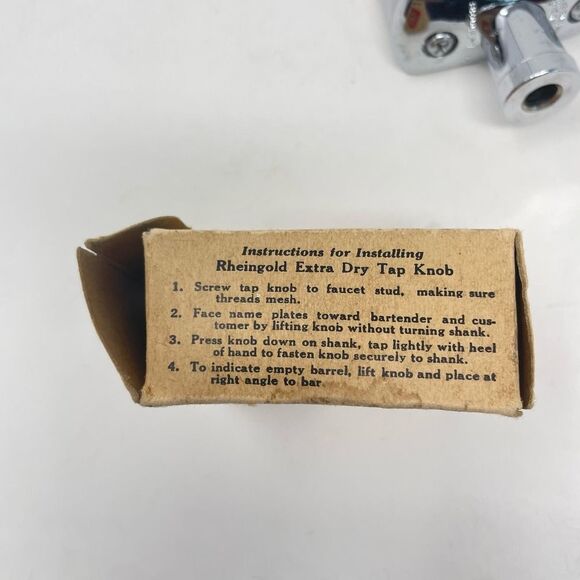 Instructions for Installing
Rheingold Extra Dry Tap Knob
1. Screw tap knob to faucet stud, making sure
threads mesh.
2. Face name plates toward bartender and cus-
tomer by lifting knob without turning shank.
3. Press knob down on shank, tap lightly with heel
of hand to fasten knob securely to shank.
4. To indicate empty barrel, lift knob and place at
right angle to bar.